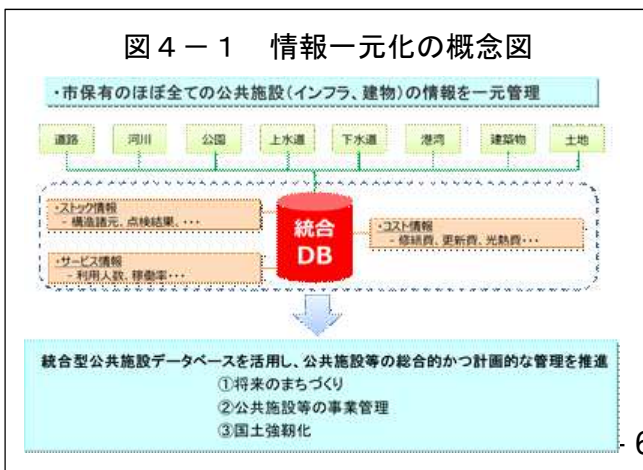 図４－１　情報一元化の概念図
・市保有のほぼ全ての公共施設（インフラ、建物）の情報を一元管理
道路　河川　公園　上水道　下水道　港湾　建築物　土地
・ストック情報
－構造諸元、点検結果、・・・
・サービス情報
－利用人数、稼働率・・・
統合
DB
・コスト情報
－修繕費、更新費、光熱費・・・
統合型公共施設データベースを活用し、公共施設等の総合的かつ計画的な管理を推進
①将来のまちづくり
②公共施設等の事業管理
③国土強靭化
- 6